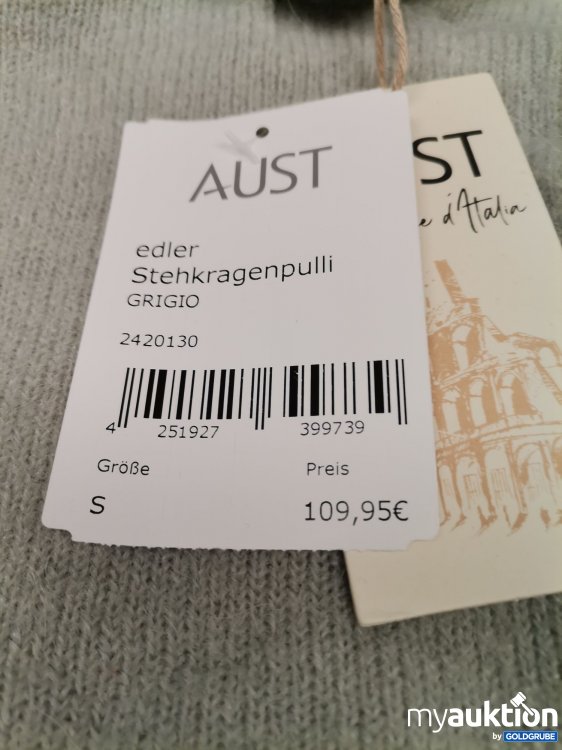 AUST
edler
Stehkragenpulli
GRIGIO
2420130
4 251927 399739
Größe Preis
S 109,95€
ST
e d'Italia
myauktion
by GOLDGRUBE